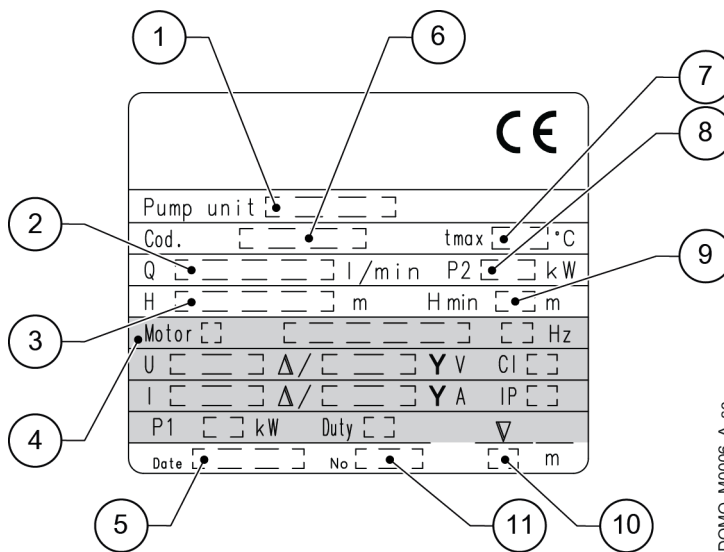 1
6
7
8
9
2
3
4
5
11
10
CE
Pump unit
Cod. tmax °C
Q l/min P2 kW
H m H min m
Motor Hz
U Δ/ Y V Cl
I Δ/ Y A IP
P1 kW Duty ∇
Date No m